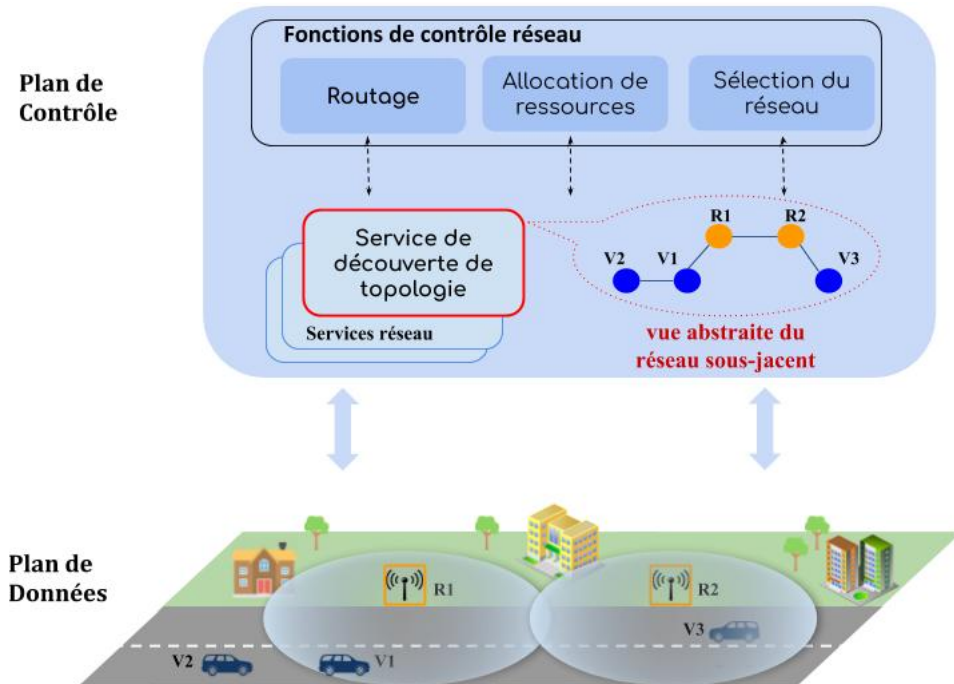 Fonctions de contrôle réseau
Plan de
Contrôle
Routage
Allocation de
ressources
Sélection du
réseau
Service de
découverte de
topologie
Services réseau
R1
R2
V2
V1
V3
vue abstraite du
réseau sous-jacent
Plan de
Données
R1
R2
V3
V2
V1